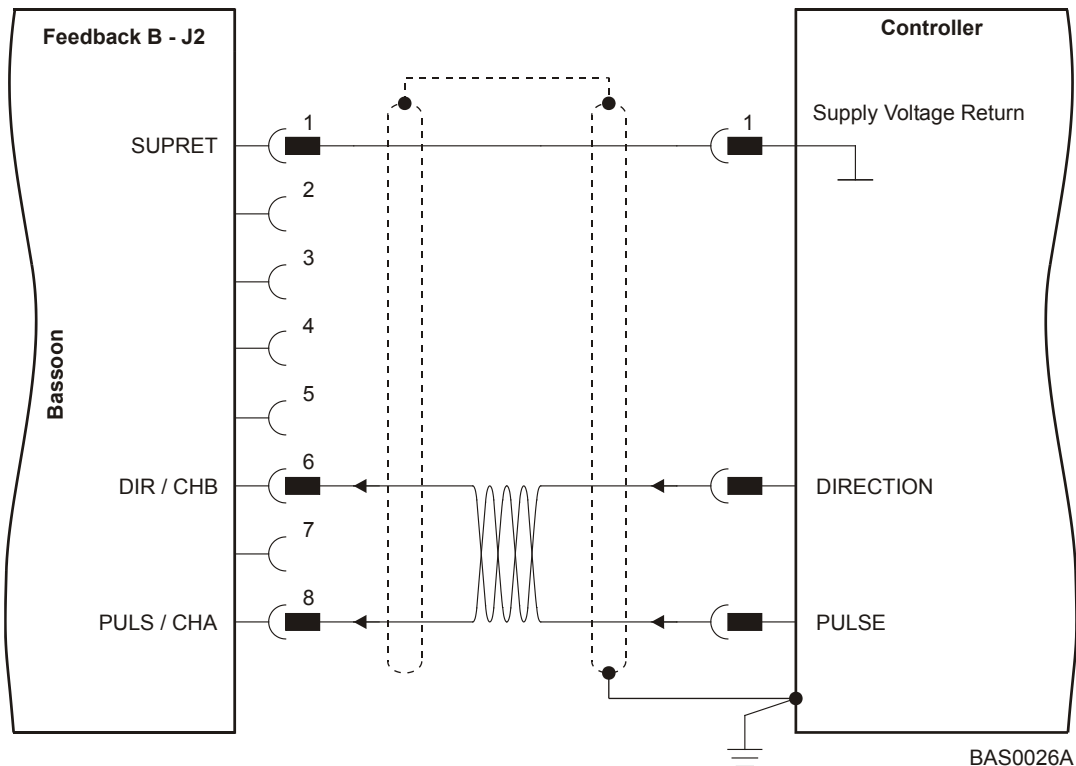 Feedback B - J2
Controller
Supply Voltage Return
SUPRET
1
1
2
3
4
5
Bassoon
DIR / CHB
6
DIRECTION
7
PULS / CHA
8
PULSE
BAS0026A